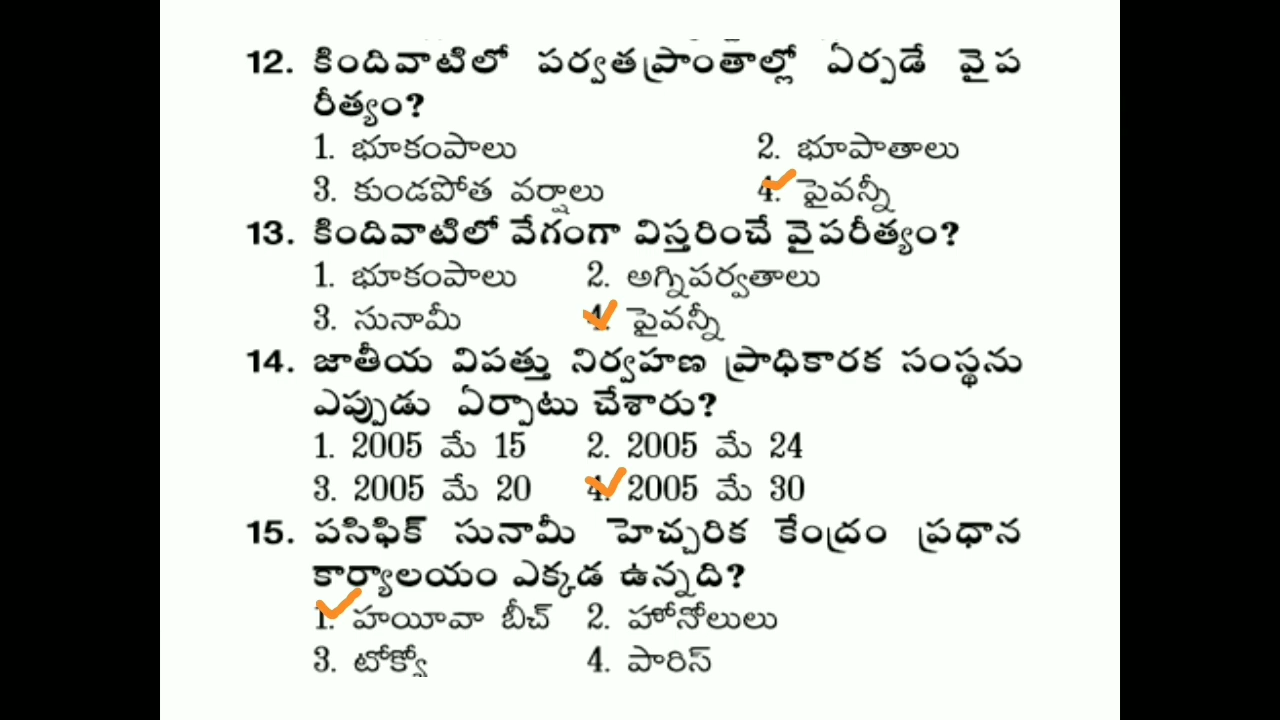 12. కిందివాటిలో పర్వతప్రాంతాల్లో ఏర్పడే వైప
రీత్యం?
1. భూకంపాలు 2. భూపాతాలు
3. కుండపోత వర్షాలు 4. పైవన్నీ
13. కిందివాటిలో వేగంగా విస్తరించే వైపరీత్యం?
1. భూకంపాలు 2. అగ్నిపర్వతాలు
3. సునామీ 4. పైవన్నీ
14. జాతీయ విపత్తు నిర్వహణ ప్రాధికారక సంస్థను
ఎప్పుడు ఏర్పాటు చేశారు?
1. 2005 మే 15 2. 2005 మే 24
3. 2005 మే 20 4. 2005 మే 30
15. పసిఫిక్ సునామీ హెచ్చరిక కేంద్రం ప్రధాన
కార్యాలయం ఎక్కడ ఉన్నది?
1. హయీవా బీచ్ 2. హోనోలులు
3. టోక్యో 4. పారిస్